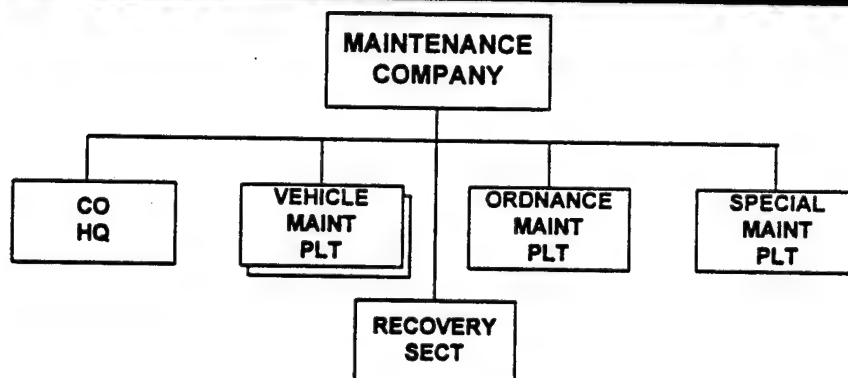 MAINTENANCE
COMPANY
CO
HQ
VEHICLE
MAINT
PLT
ORDNANCE
MAINT
PLT
SPECIAL
MAINT
PLT
RECOVERY
SECT